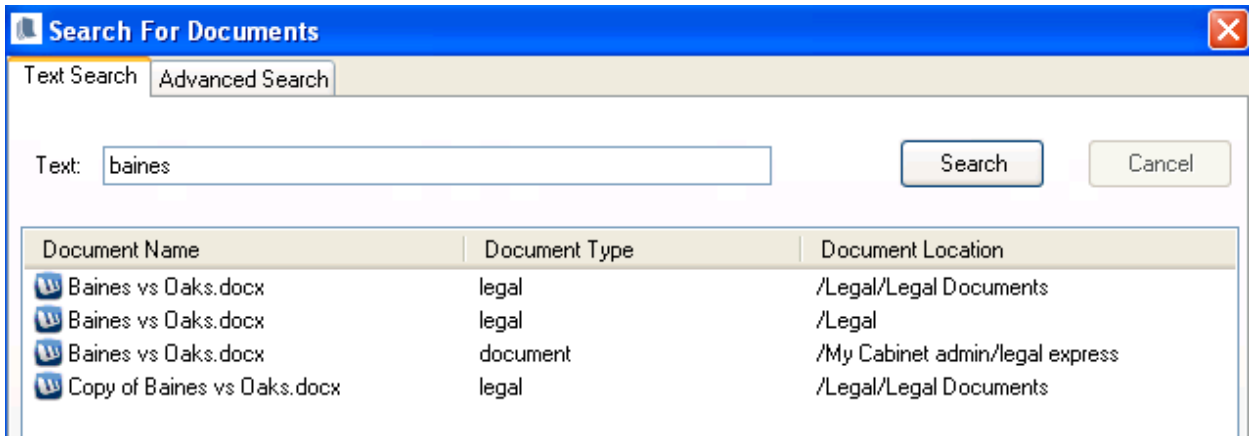 Search For Documents
Text Search Advanced Search
Text: baines Search Cancel
Document Name Document Type Document Location
Baines vs Oaks.docx legal /Legal/Legal Documents
Baines vs Oaks.docx legal /Legal
Baines vs Oaks.docx document /My Cabinet admin/legal express
Copy of Baines vs Oaks.docx legal /Legal/Legal Documents